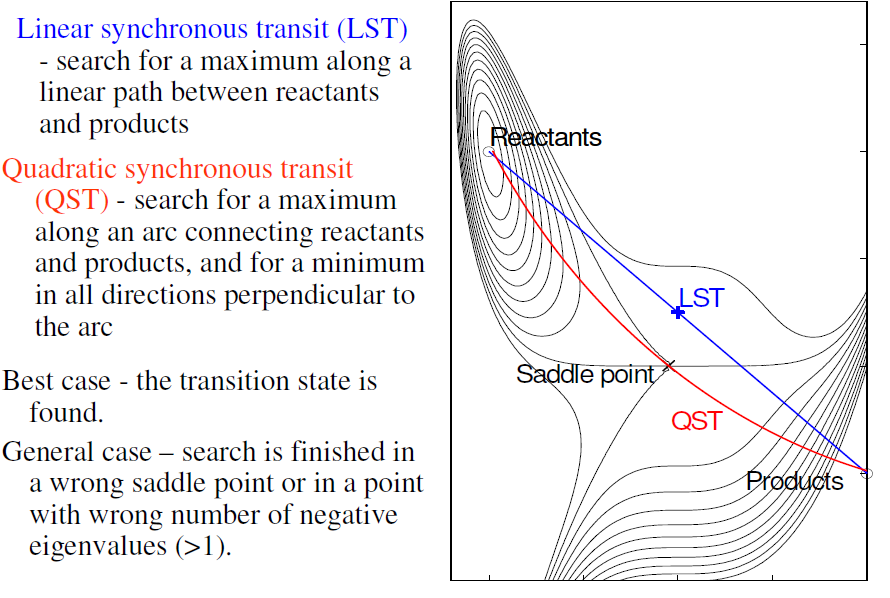 Linear synchronous transit (LST)
- search for a maximum along a
linear path between reactants
and products
Quadratic synchronous transit
(QST) - search for a maximum
along an arc connecting reactants
and products, and for a minimum
in all directions perpendicular to
the arc
Best case - the transition state is
found.
General case – search is finished in
a wrong saddle point or in a point
with wrong number of negative
eigenvalues (>1).
Reactants
LST
Saddle point
QST
Products